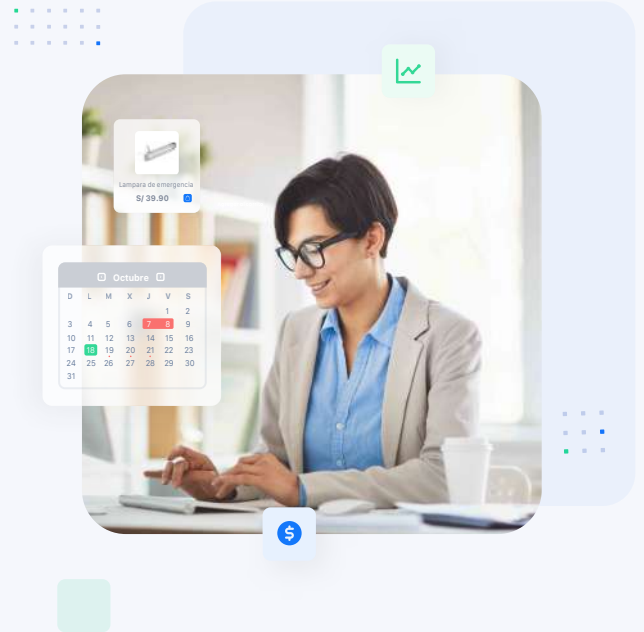 Lampara de emergencia
S/ 39.90
Octubre
D L M X J V S
1 2
3 4 5 6 7 8 9
10 11 12 13 14 15 16
17 18 19 20 21 22 23
24 25 26 27 28 29 30
31
$